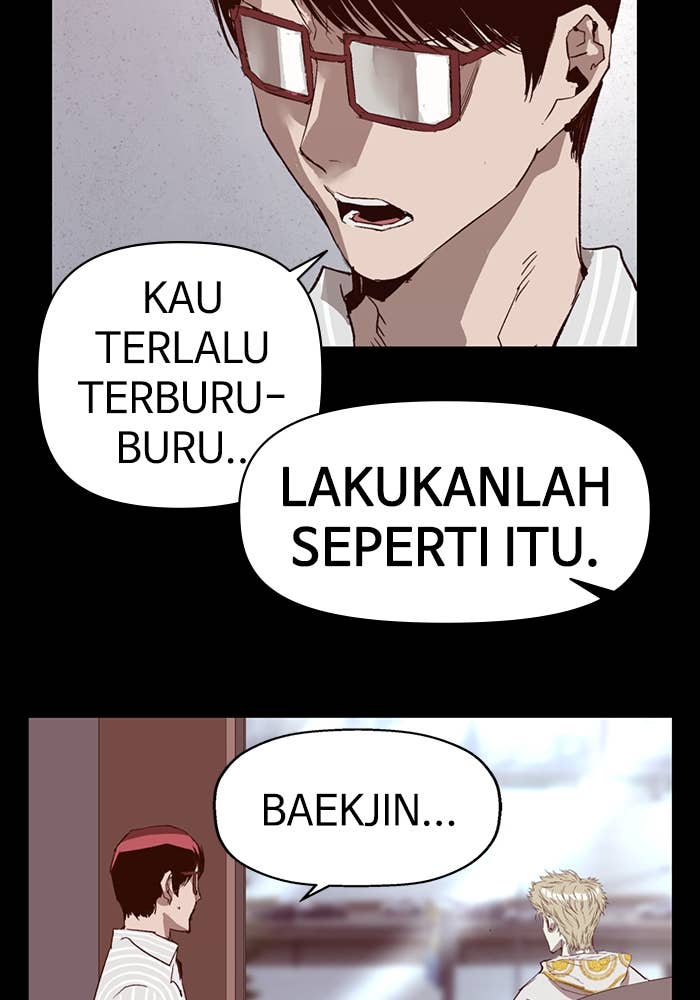 KAU
TERLALU
TERBURU-
BURU..
LAKUKANLAH
SEPERTI ITU.
BAEKJIN...